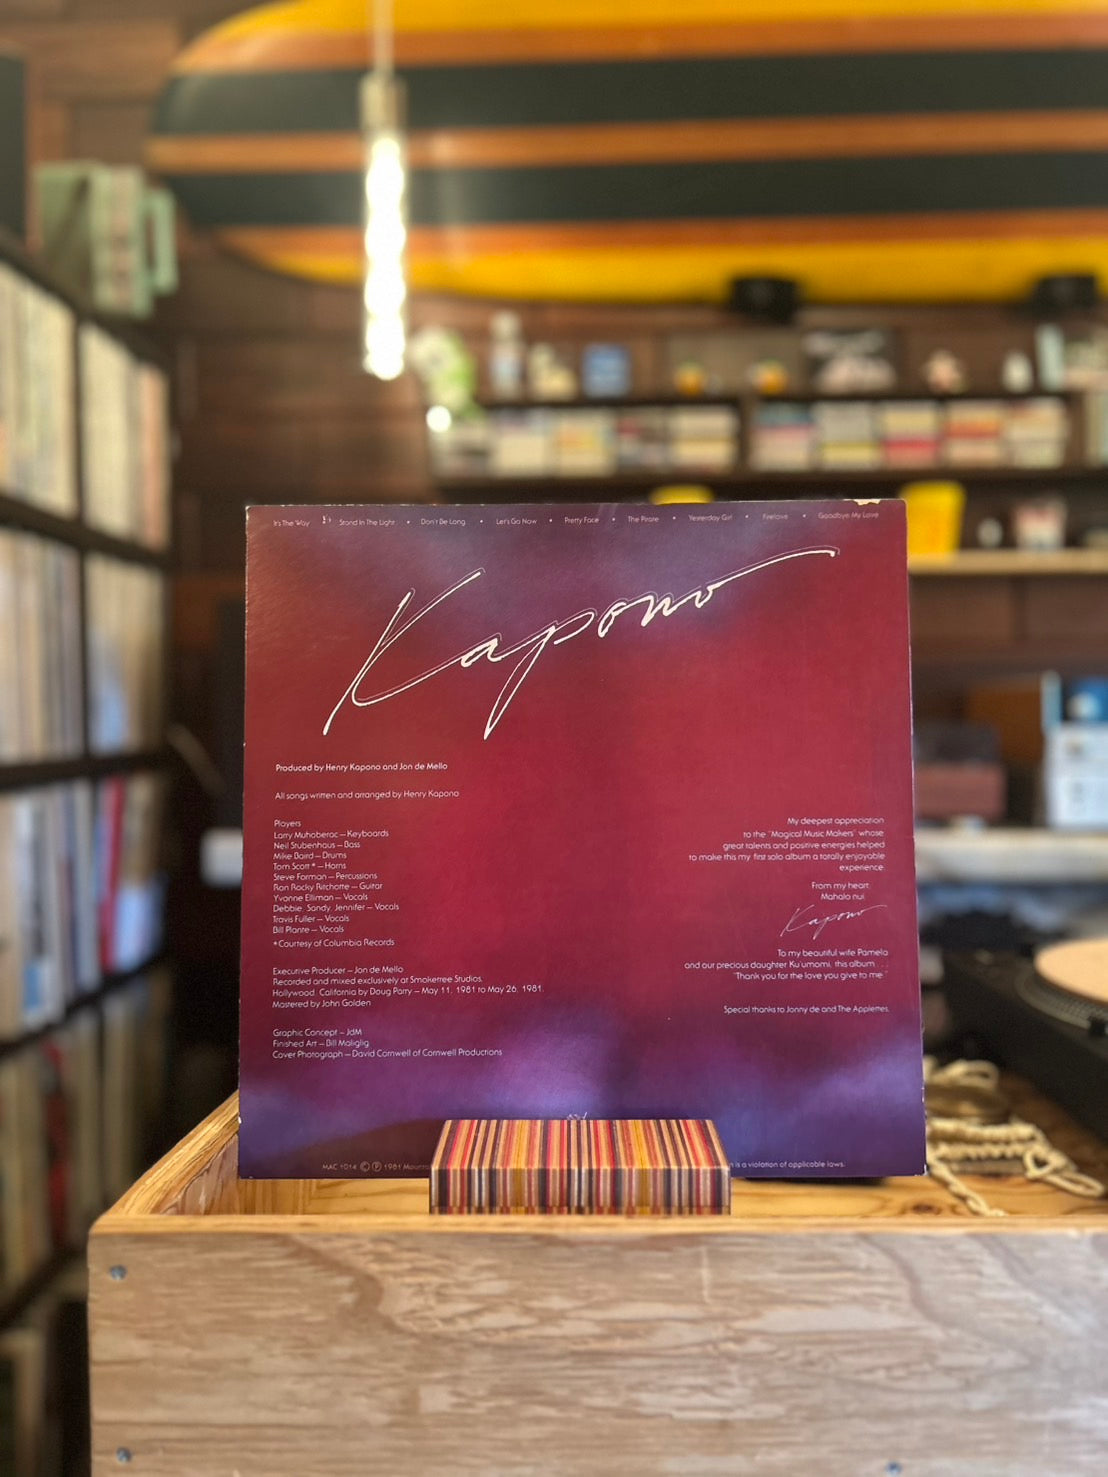 It's The Way • Stand In The Light • Don't Be Long • Let's Go Now • Pretty Face • The Pirate • Yesterday Girl • Firelove • Goodbye My Love
Kapono
Produced by Henry Kapono and Jon de Mello
All songs written and arranged by Henry Kapono
Players
Larry Muhoberac – Keyboards
Neil Stubenhaus – Bass
Mike Baird – Drums
Tom Scott * – Horns
Steve Forman – Percussions
Ron Rocky Ritchotte – Guitar
Yvonne Elliman – Vocals
Debbie, Sandy, Jennifer – Vocals
Travis Fuller – Vocals
Bill Plante – Vocals
*Courtesy of Columbia Records
Executive Producer – Jon de Mello
Recorded and mixed exclusively at Smoketree Studios,
Hollywood, California by Doug Parry – May 11, 1981 to May 26, 1981.
Mastered by John Golden
Graphic Concept – JdM
Finished Art – Bill Maliglig
Cover Photograph – David Cornwell of Cornwell Productions
My deepest appreciation
to the "Magical Music Makers" whose
great talents and positive energies helped
to make this my first solo album a totally enjoyable
experience.
From my heart,
Mahalo nui,
Kapono
To my beautiful wife Pamela
and our precious daughter Ku'umomi, this album . . .
"Thank you for the love you give to me."
Special thanks to Jonny de and The Applettes.
MAC 1014 © ℗ 1981
is a violation of applicable laws.